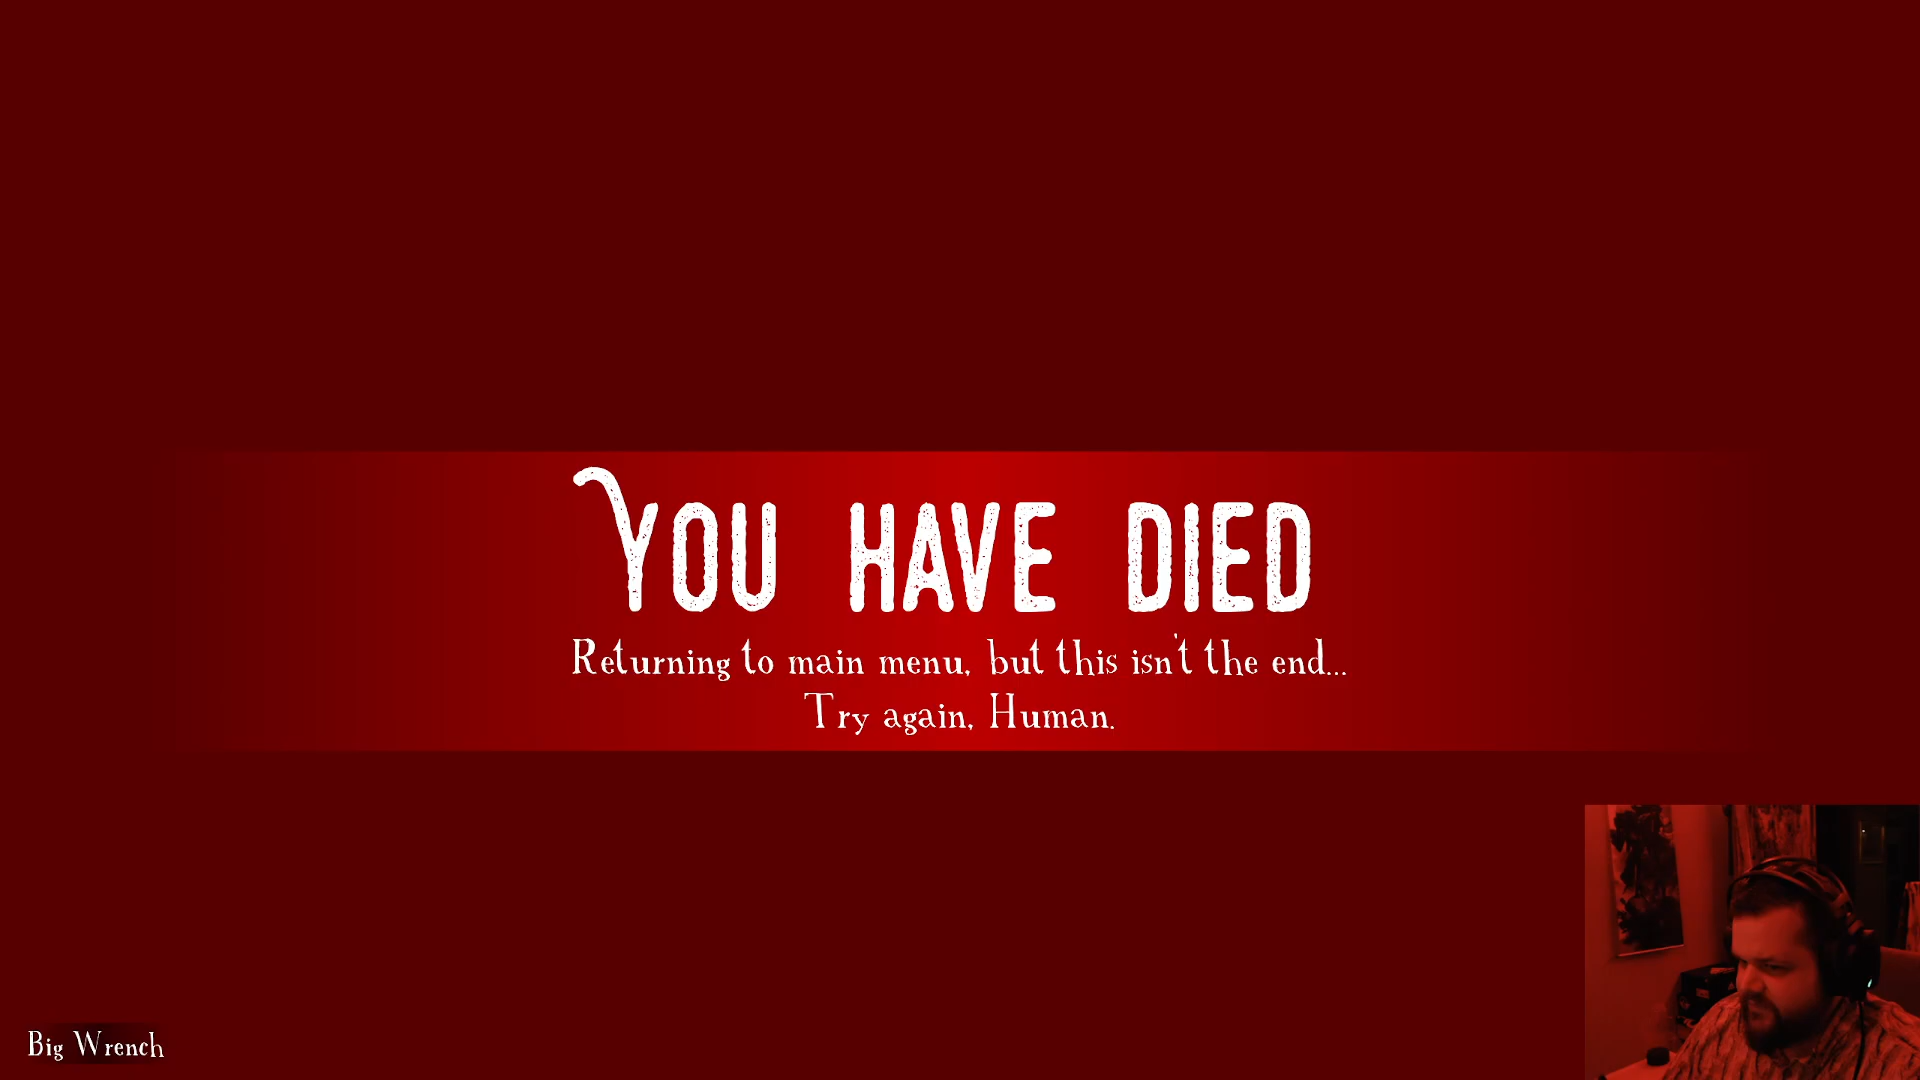 YOU HAVE DIED
Returning to main menu, but this isn't the end...
Try again, Human.
Big Wrench